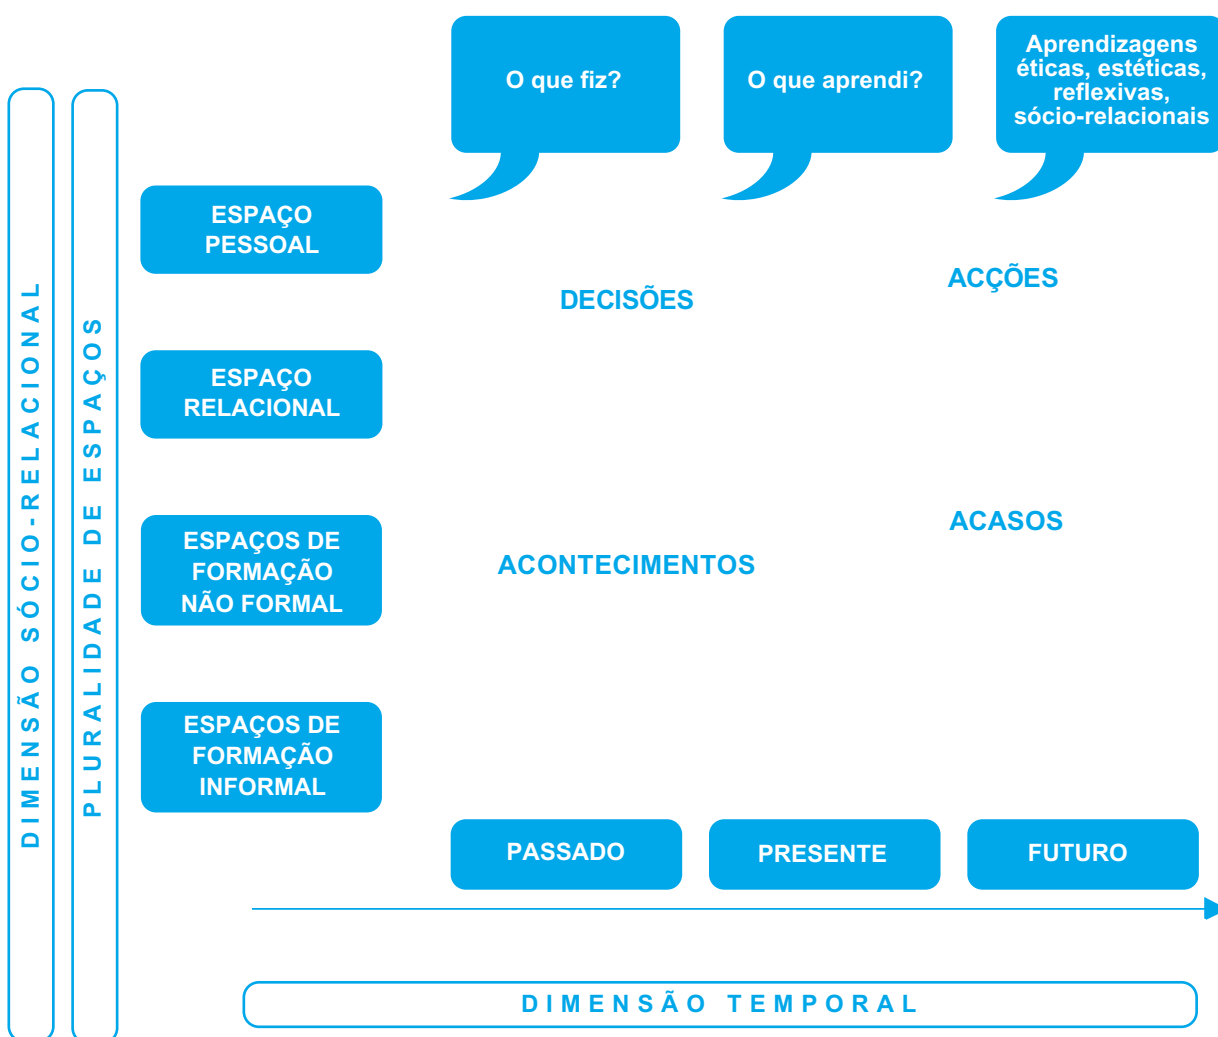 O que fiz?
O que aprendi?
Aprendizagens
éticas, estéticas,
reflexivas,
sócio-relacionais
DIMENSÃO SÓCIO-RELACIONAL
PLURALIDADE DE ESPAÇOS
ESPAÇO
PESSOAL
DECISÕES
ACÇÕES
ESPAÇO
RELACIONAL
ESPAÇOS DE
FORMAÇÃO
NÃO FORMAL
ACONTECIMENTOS
ACASOS
ESPAÇOS DE
FORMAÇÃO
INFORMAL
PASSADO
PRESENTE
FUTURO
DIMENSÃO TEMPORAL